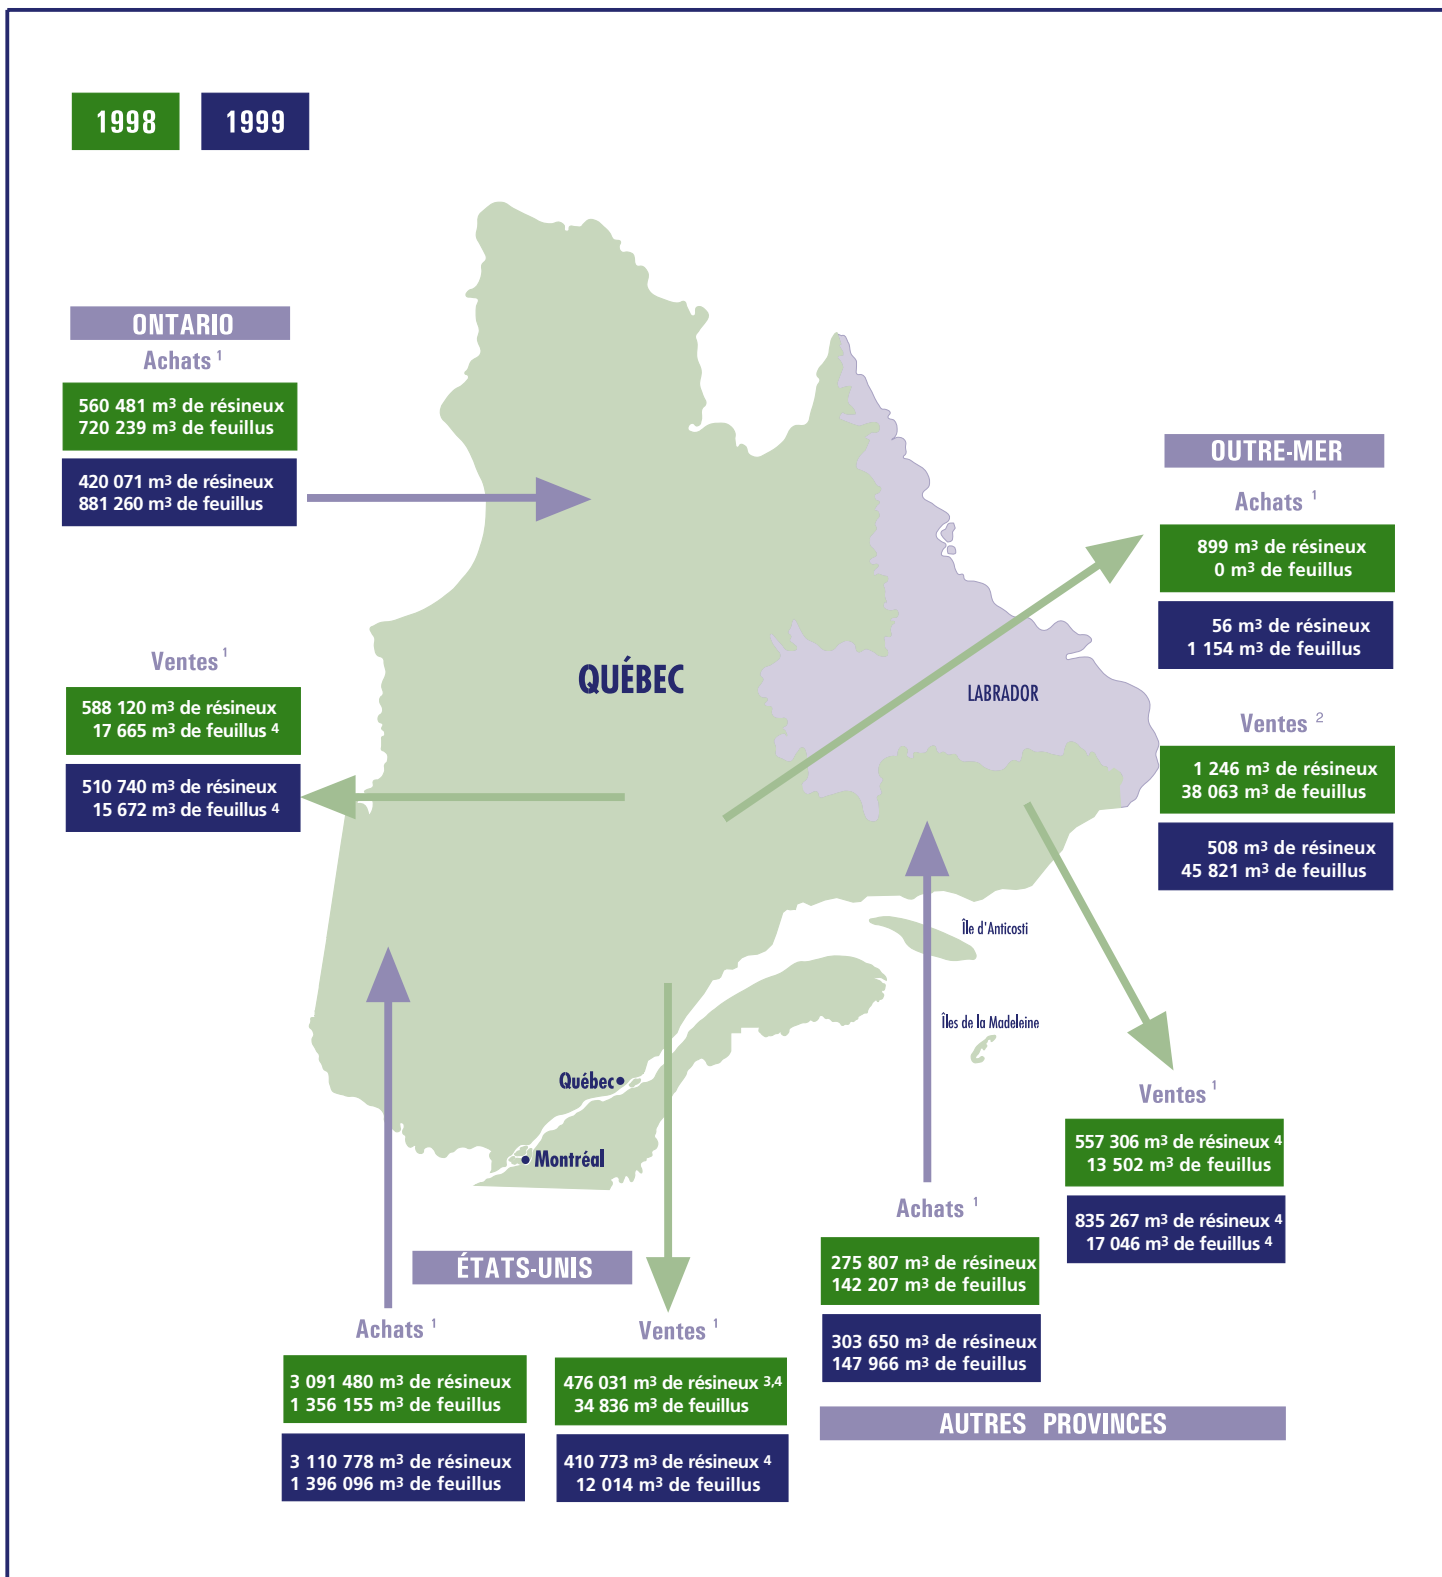 1998
1999
ONTARIO
Achats ¹
560 481 m³ de résineux
720 239 m³ de feuillus
420 071 m³ de résineux
881 260 m³ de feuillus
Ventes ¹
588 120 m³ de résineux
17 665 m³ de feuillus ⁴
510 740 m³ de résineux
15 672 m³ de feuillus ⁴
QUÉBEC
LABRADOR
OUTRE-MER
Achats ¹
899 m³ de résineux
0 m³ de feuillus
56 m³ de résineux
1 154 m³ de feuillus
Ventes ²
1 246 m³ de résineux
38 063 m³ de feuillus
508 m³ de résineux
45 821 m³ de feuillus
Île d'Anticosti
Îles de la Madeleine
Québec
Montréal
ÉTATS-UNIS
Achats ¹
3 091 480 m³ de résineux
1 356 155 m³ de feuillus
3 110 778 m³ de résineux
1 396 096 m³ de feuillus
Ventes ¹
476 031 m³ de résineux ³,⁴
34 836 m³ de feuillus
410 773 m³ de résineux ⁴
12 014 m³ de feuillus
Achats ¹
275 807 m³ de résineux
142 207 m³ de feuillus
303 650 m³ de résineux
147 966 m³ de feuillus
Ventes ¹
557 306 m³ de résineux ⁴
13 502 m³ de feuillus
835 267 m³ de résineux ⁴
17 046 m³ de feuillus ⁴
AUTRES PROVINCES